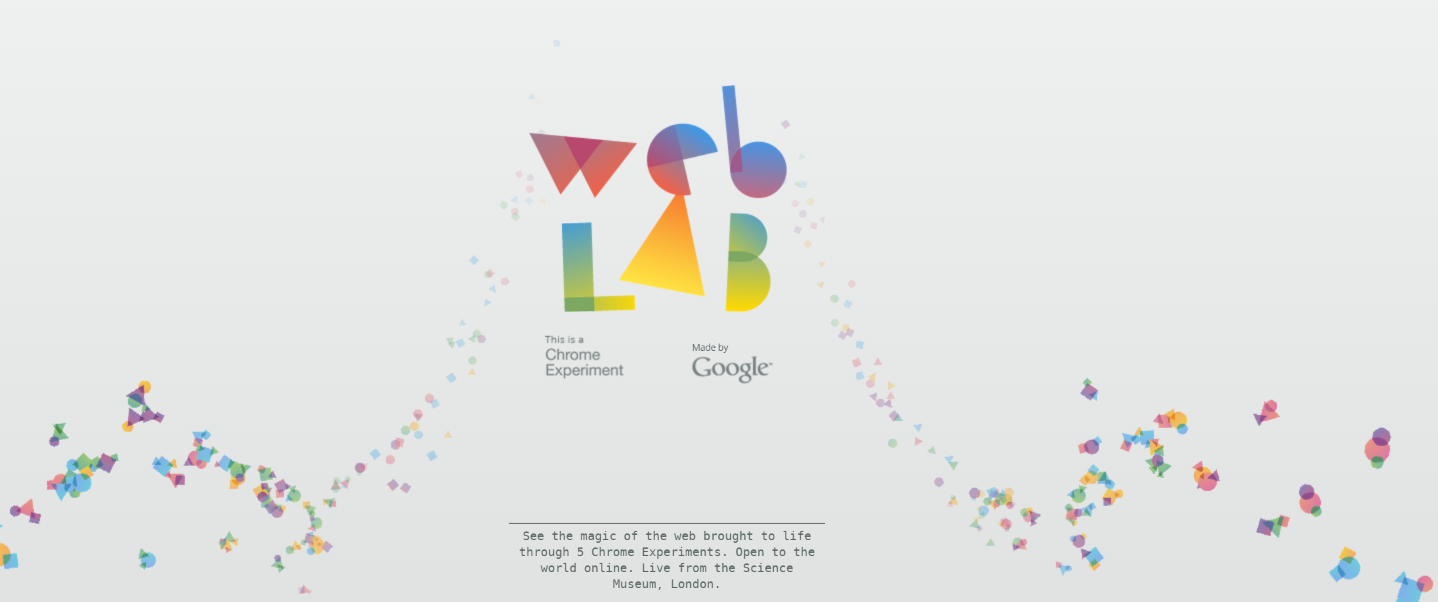 web
LAB
This is a
Chrome
Experiment
Made by
Google™
See the magic of the web brought to life
through 5 Chrome Experiments. Open to the
world online. Live from the Science
Museum, London.